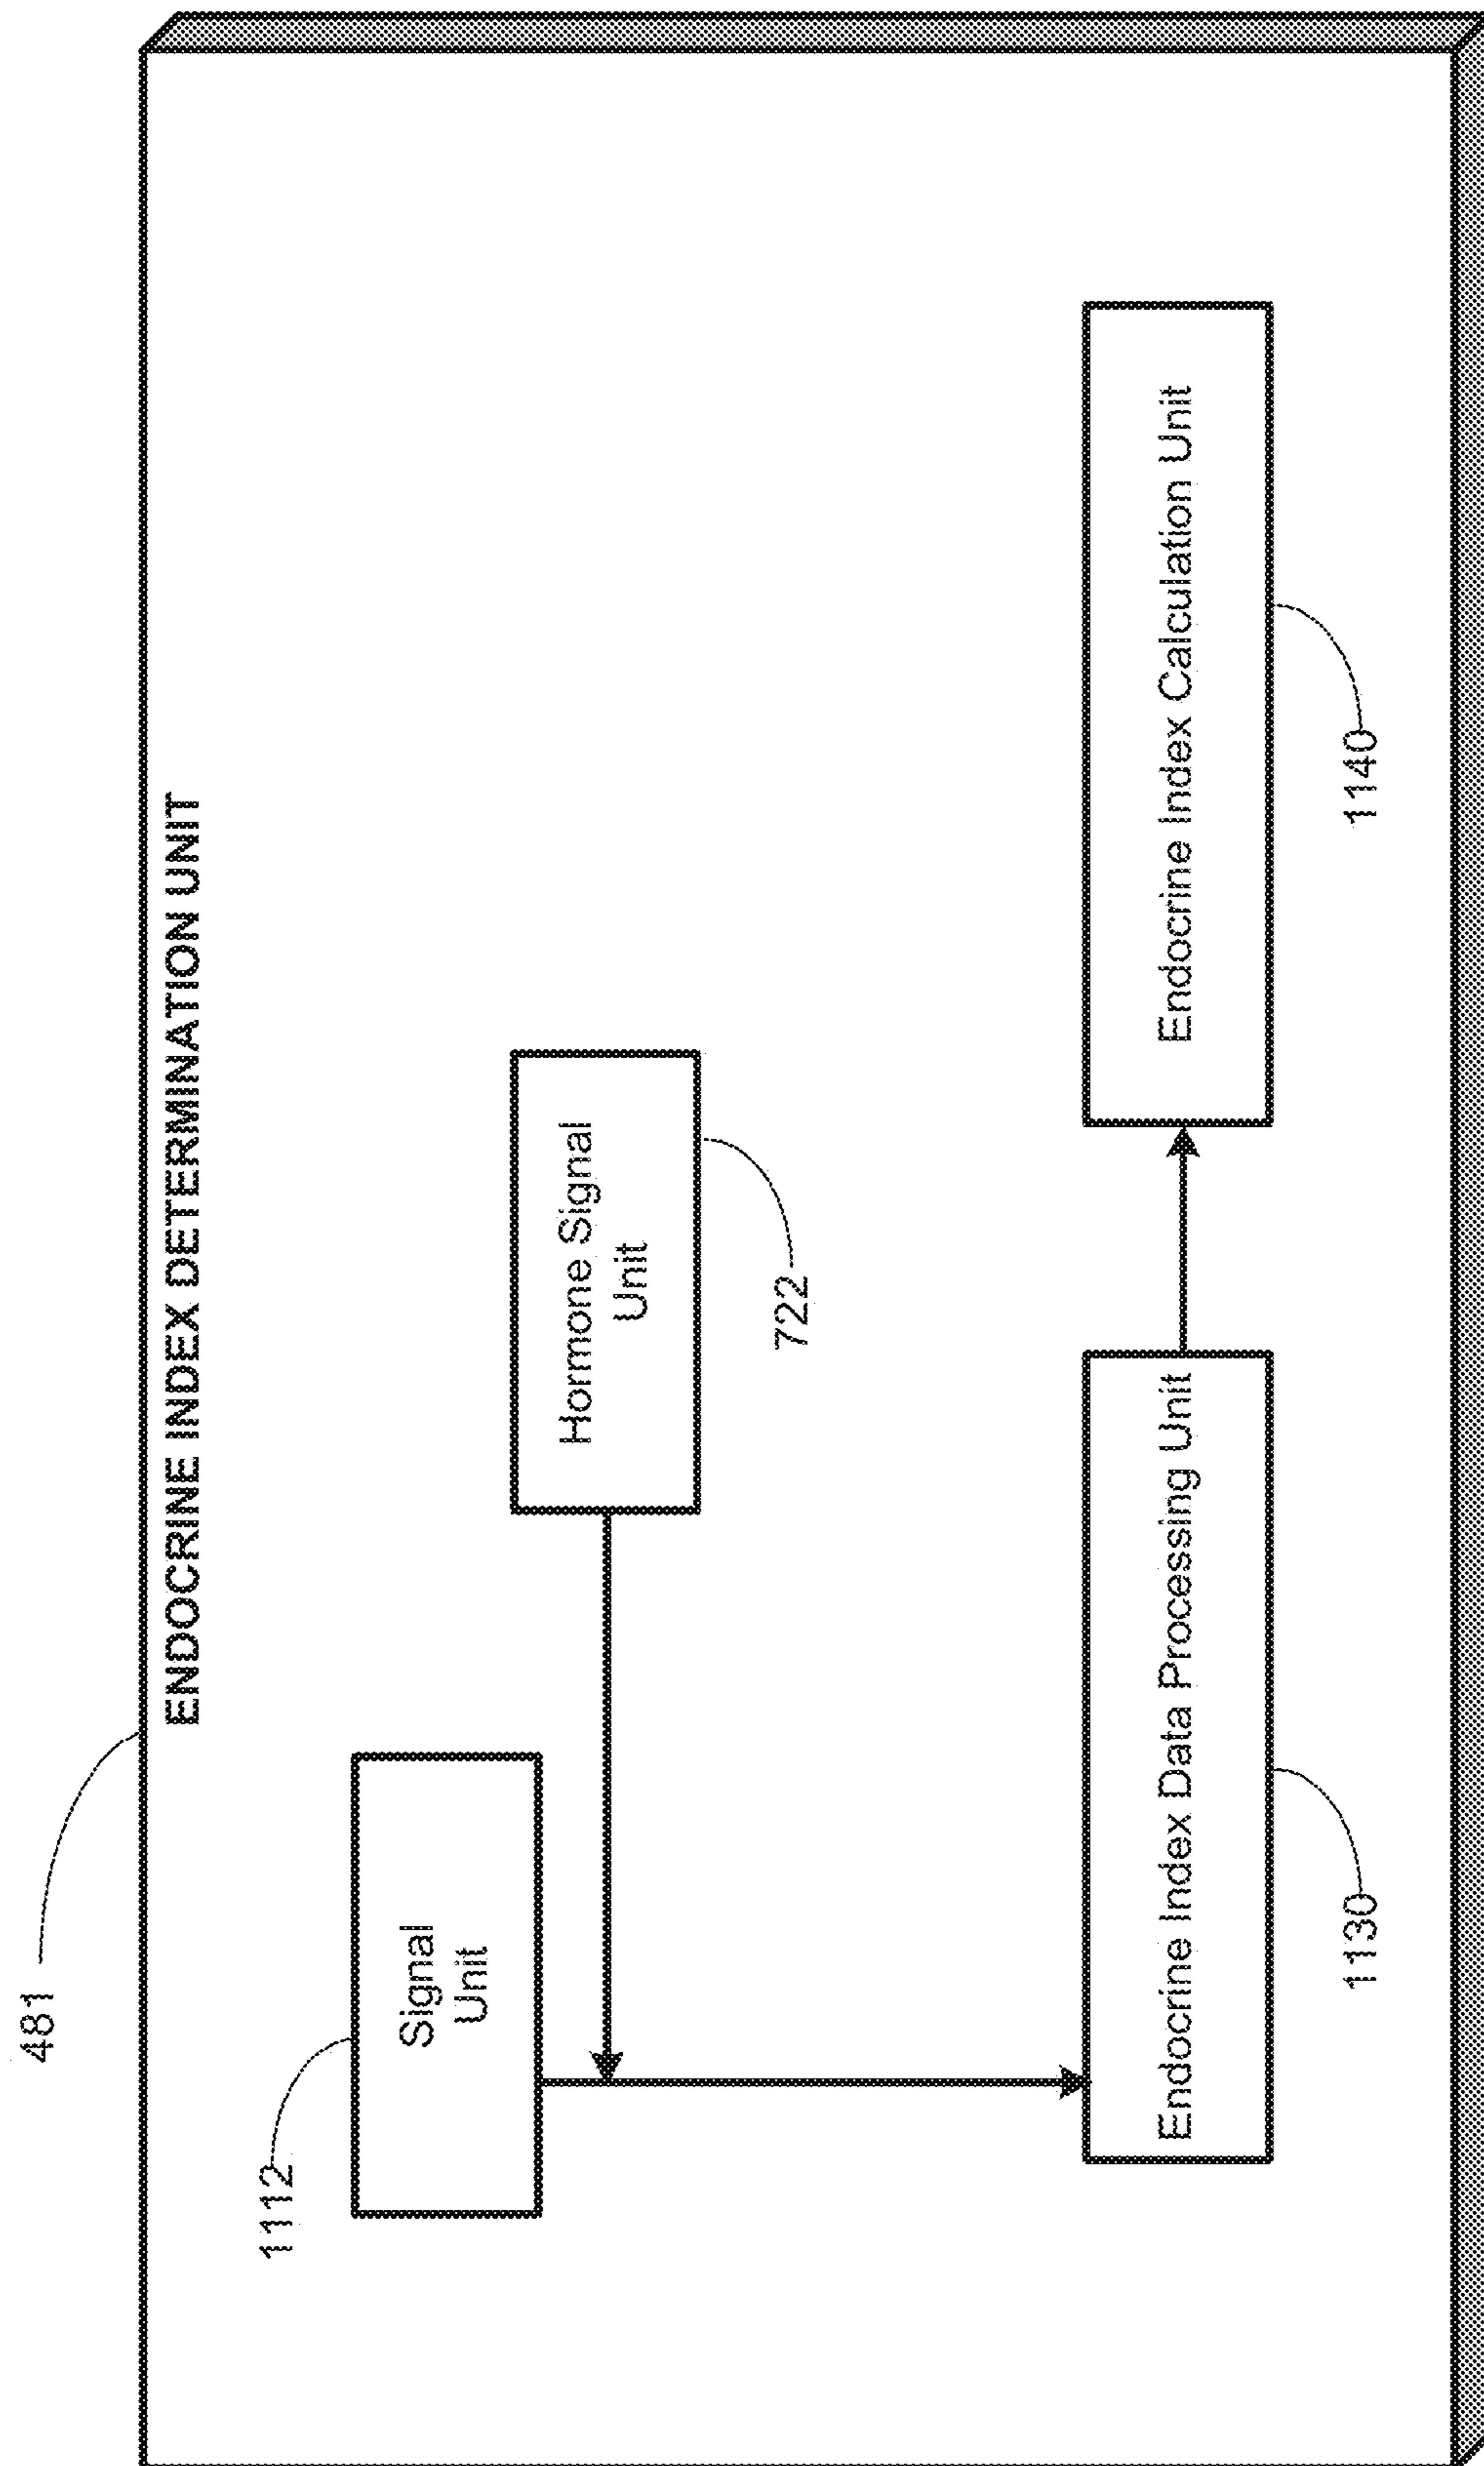 481
ENDOCRINE INDEX DETERMINATION UNIT
1112
Signal
Unit
Hormone Signal
Unit
722
Endocrine Index Data Processing Unit
1130
Endocrine Index Calculation Unit
1140